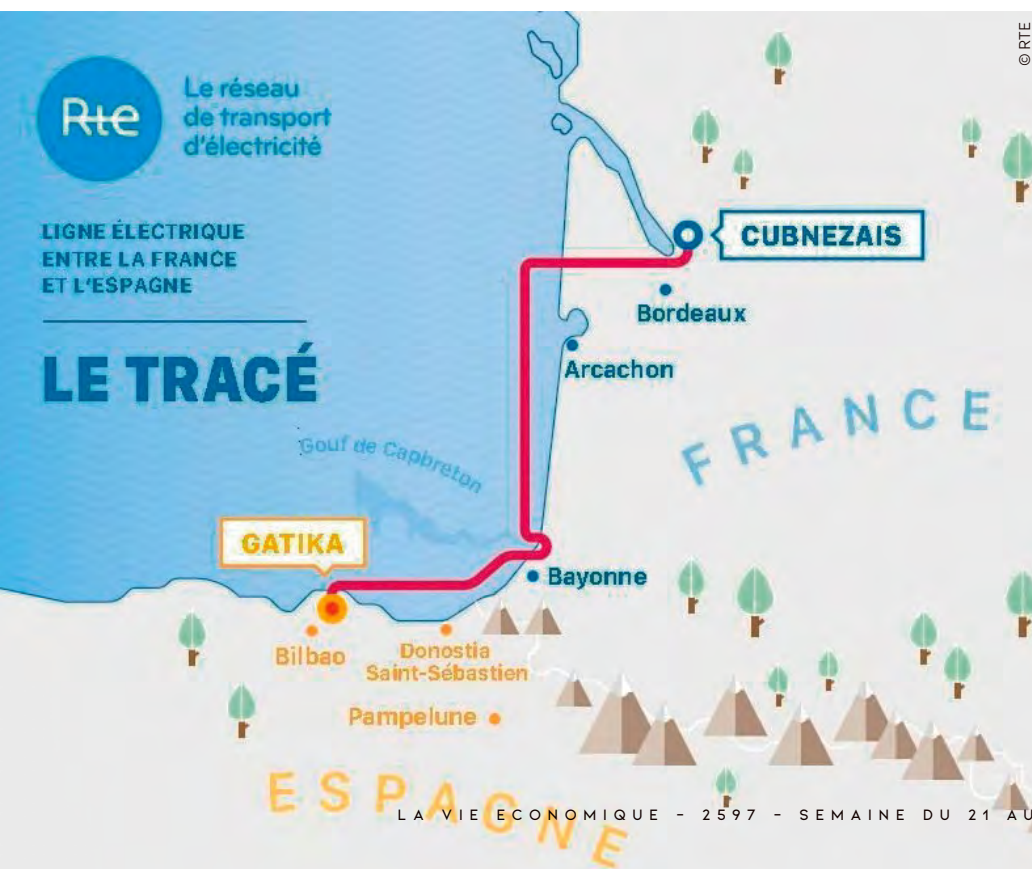 © RTE
Rte
Le réseau
de transport
d'électricité
LIGNE ÉLECTRIQUE
ENTRE LA FRANCE
ET L'ESPAGNE
LE TRACÉ
CUBNEZAIS
Bordeaux
Arcachon
FRANCE
Gouf de Capbreton
GATIKA
Bayonne
Bilbao
Donostia
Saint-Sébastien
Pampelune
ESPAGNE
LA VIE ECONOMIQUE - 2597 - SEMAINE DU 21 AU